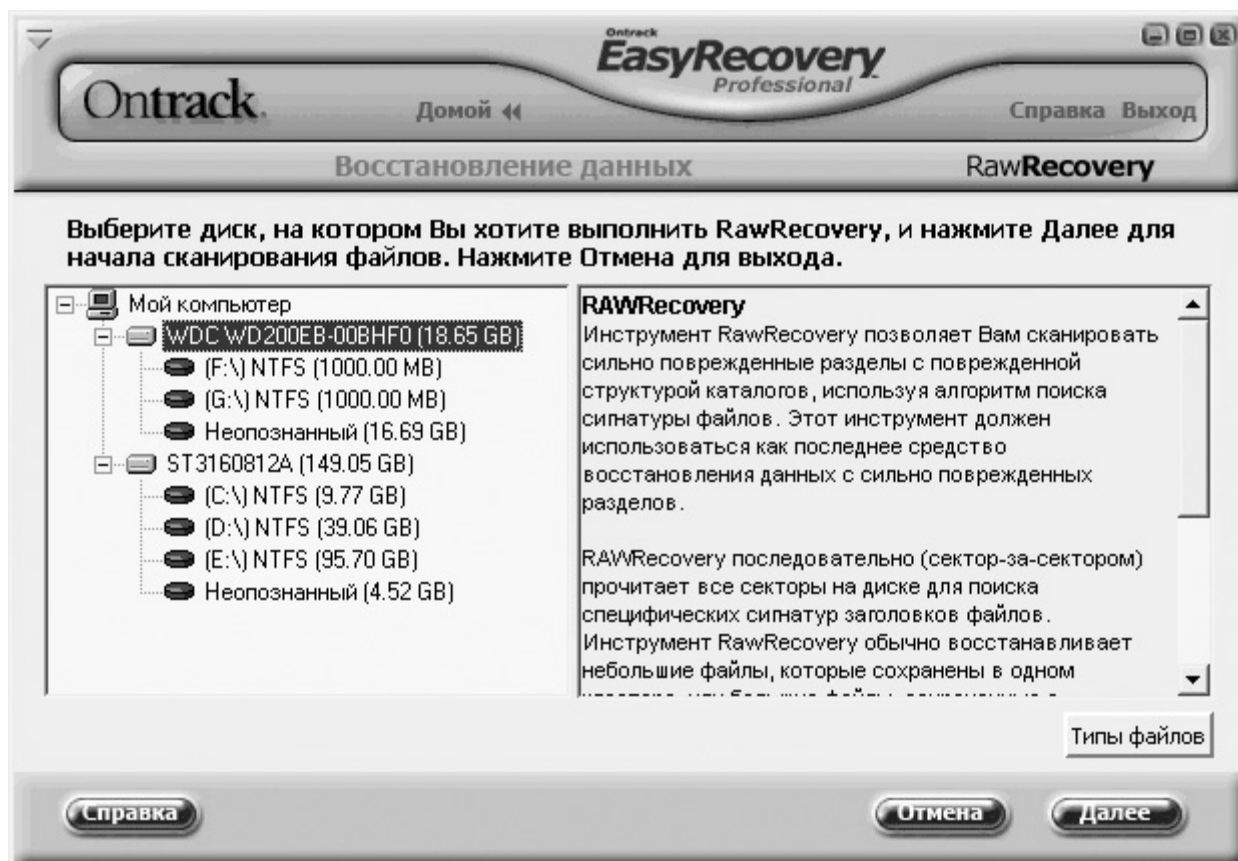 Ontrack
EasyRecovery
Professional
Ontrack.
Домой
Справка Выход
Восстановление данных
RawRecovery
Выберите диск, на котором Вы хотите выполнить RawRecovery, и нажмите Далее для
начала сканирования файлов. Нажмите Отмена для выхода.
Мой компьютер
WDC WD200EB-00BHF0 (18.65 GB)
(F:\) NTFS (1000.00 MB)
(G:\) NTFS (1000.00 MB)
Неопознанный (16.69 GB)
ST3160812A (149.05 GB)
(C:\) NTFS (9.77 GB)
(D:\) NTFS (39.06 GB)
(E:\) NTFS (95.70 GB)
Неопознанный (4.52 GB)
RAWRecovery
Инструмент RawRecovery позволяет Вам сканировать
сильно поврежденные разделы с поврежденной
структурой каталогов, используя алгоритм поиска
сигнатуры файлов. Этот инструмент должен
использоваться как последнее средство
восстановления данных с сильно поврежденных
разделов.
RAWRecovery последовательно (сектор-за-сектором)
прочитает все секторы на диске для поиска
специфических сигнатур заголовков файлов.
Инструмент RawRecovery обычно восстанавливает
небольшие файлы, которые сохранены в одном
Типы файлов
Справка
Отмена
Далее